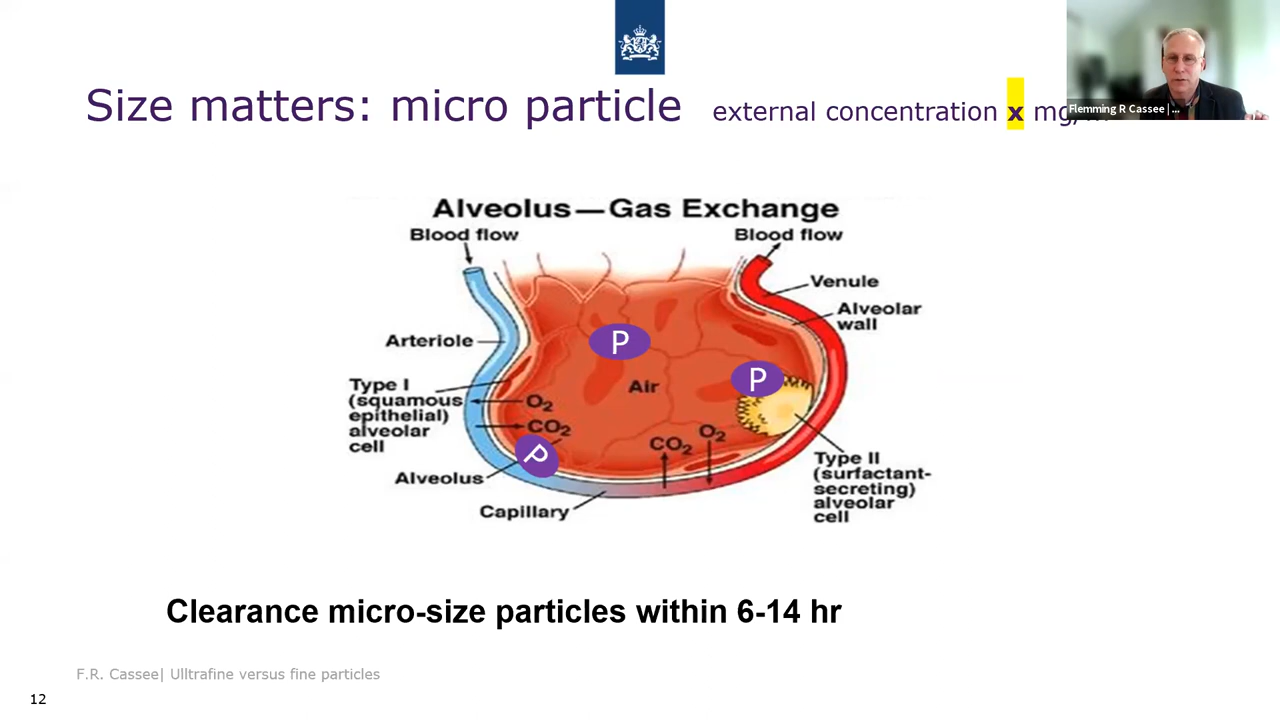 Size matters: micro particle external concentration x mg/
Flemming R Cassee | ...
Alveolus—Gas Exchange
Blood flow
Blood flow
Venule
Alveolar
wall
Arteriole
P
P
Air
Type I
(squamous
epithelial)
alveolar
cell
O2
CO2
CO2
O2
P
Alveolus
Capillary
Type II
(surfactant-
secreting)
alveolar
cell
Clearance micro-size particles within 6-14 hr
F.R. Cassee| Ulltrafine versus fine particles
12